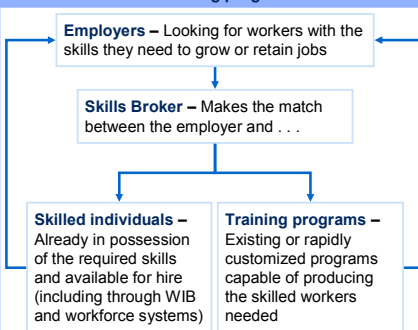 Employers – Looking for workers with the
skills they need to grow or retain jobs
Skills Broker – Makes the match
between the employer and . . .
Skilled individuals –
Already in possession
of the required skills
and available for hire
(including through WIB
and workforce systems)
Training programs –
Existing or rapidly
customized programs
capable of producing
the skilled workers
needed